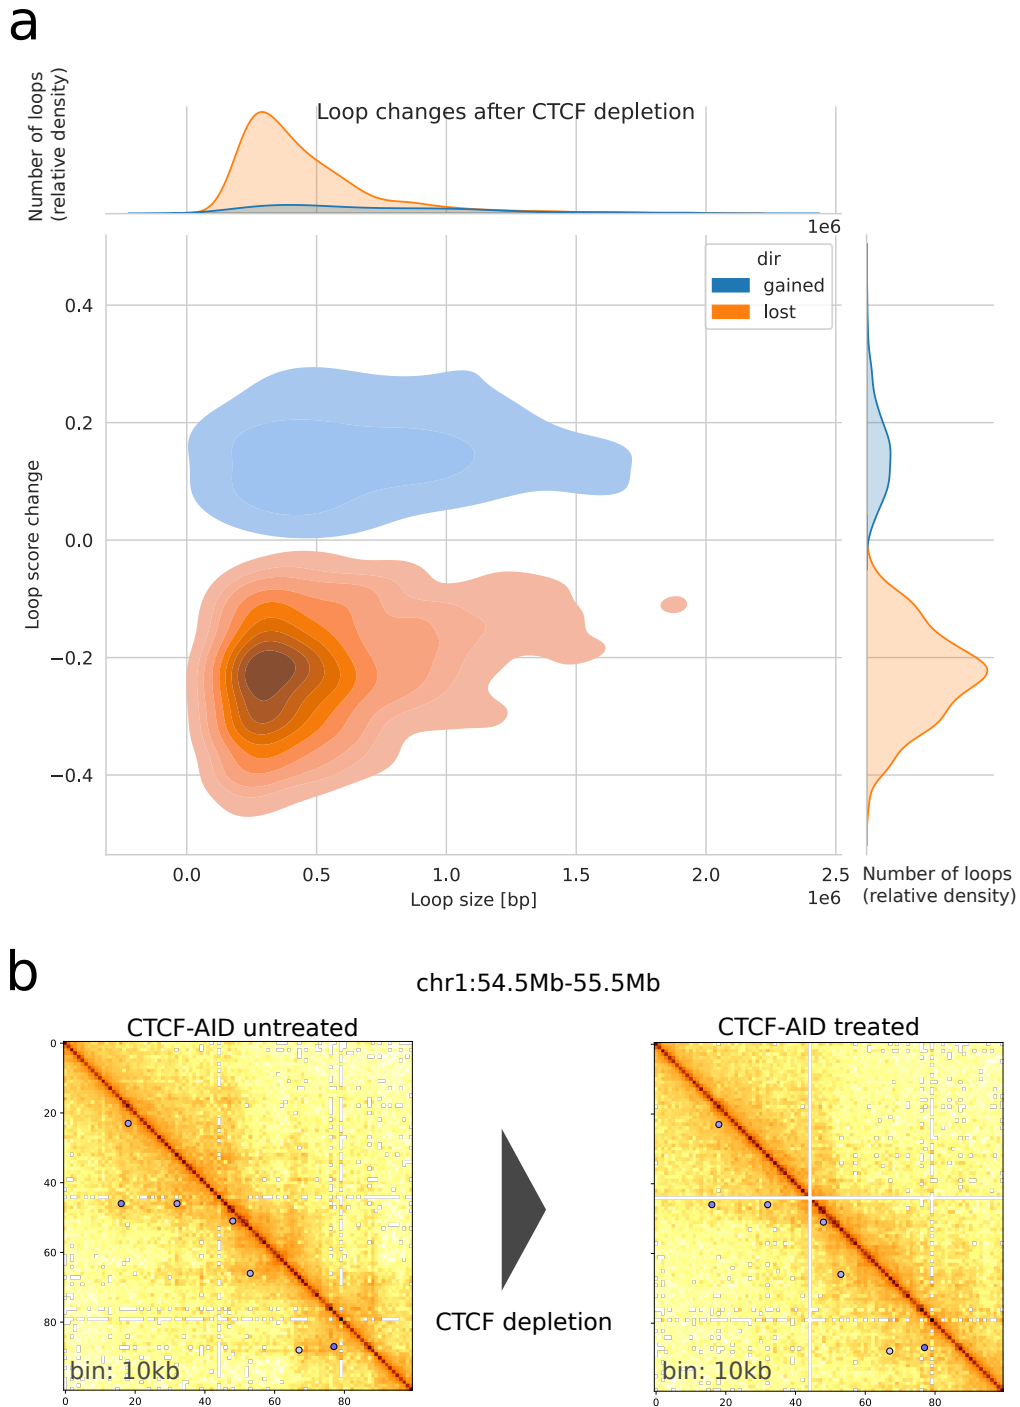 a
Number of loops
(relative density)
Loop changes after CTCF depletion
1e6
dir
gained
lost
0.4
0.2
0.0
−0.2
−0.4
Loop score change
0.0 0.5 1.0 1.5 2.0 2.5
Loop size [bp]
1e6
Number of loops
(relative density)
b
chr1:54.5Mb-55.5Mb
CTCF-AID untreated
0
20
40
60
80
bin: 10kb
0 20 40 60 80
CTCF depletion
CTCF-AID treated
0
20
40
60
80
bin: 10kb
0 20 40 60 80